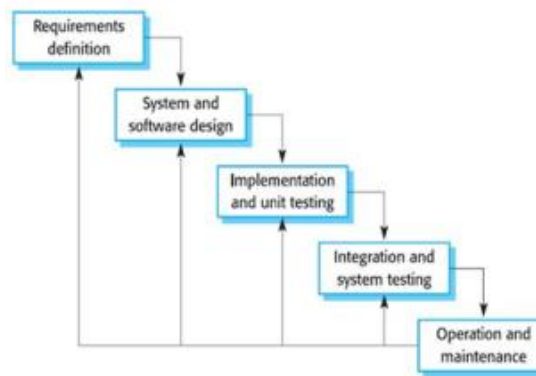 Requirements
definition
System and
software design
Implementation
and unit testing
Integration and
system testing
Operation and
maintenance